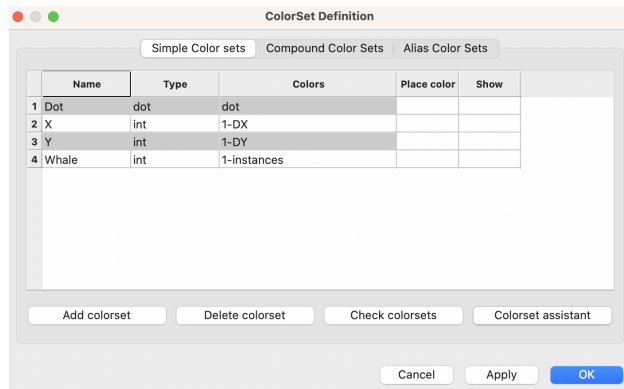 ColorSet Definition
Simple Color sets Compound Color Sets Alias Color Sets
Name Type Colors Place color Show
1 Dot dot dot
2 X int 1-DX
3 Y int 1-DY
4 Whale int 1-instances
Add colorset Delete colorset Check colorsets Colorset assistant
Cancel Apply OK